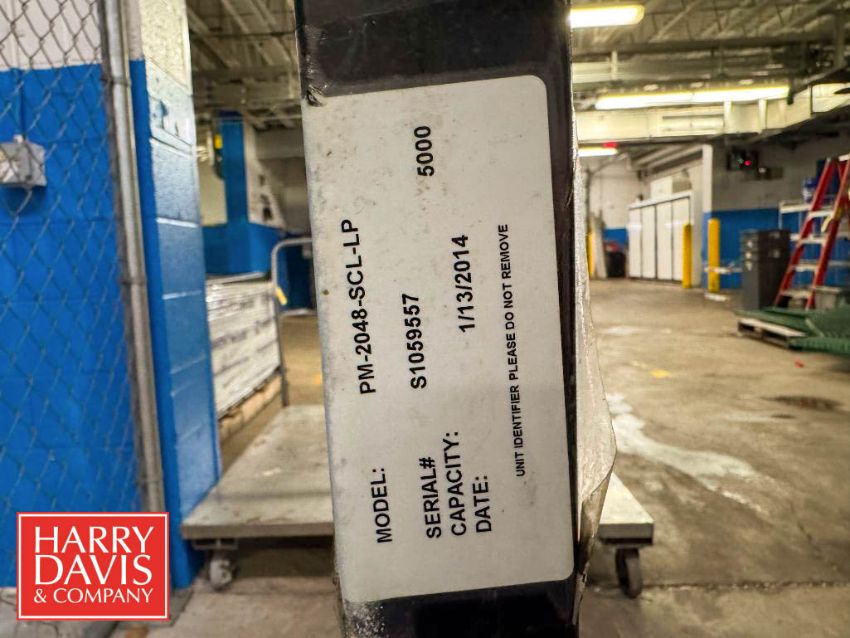 MODEL: PM-2048-SCL-LP
SERIAL# S1059557
CAPACITY: 5000
DATE: 1/13/2014
UNIT IDENTIFIER PLEASE DO NOT REMOVE
HARRY
DAVIS
& COMPANY